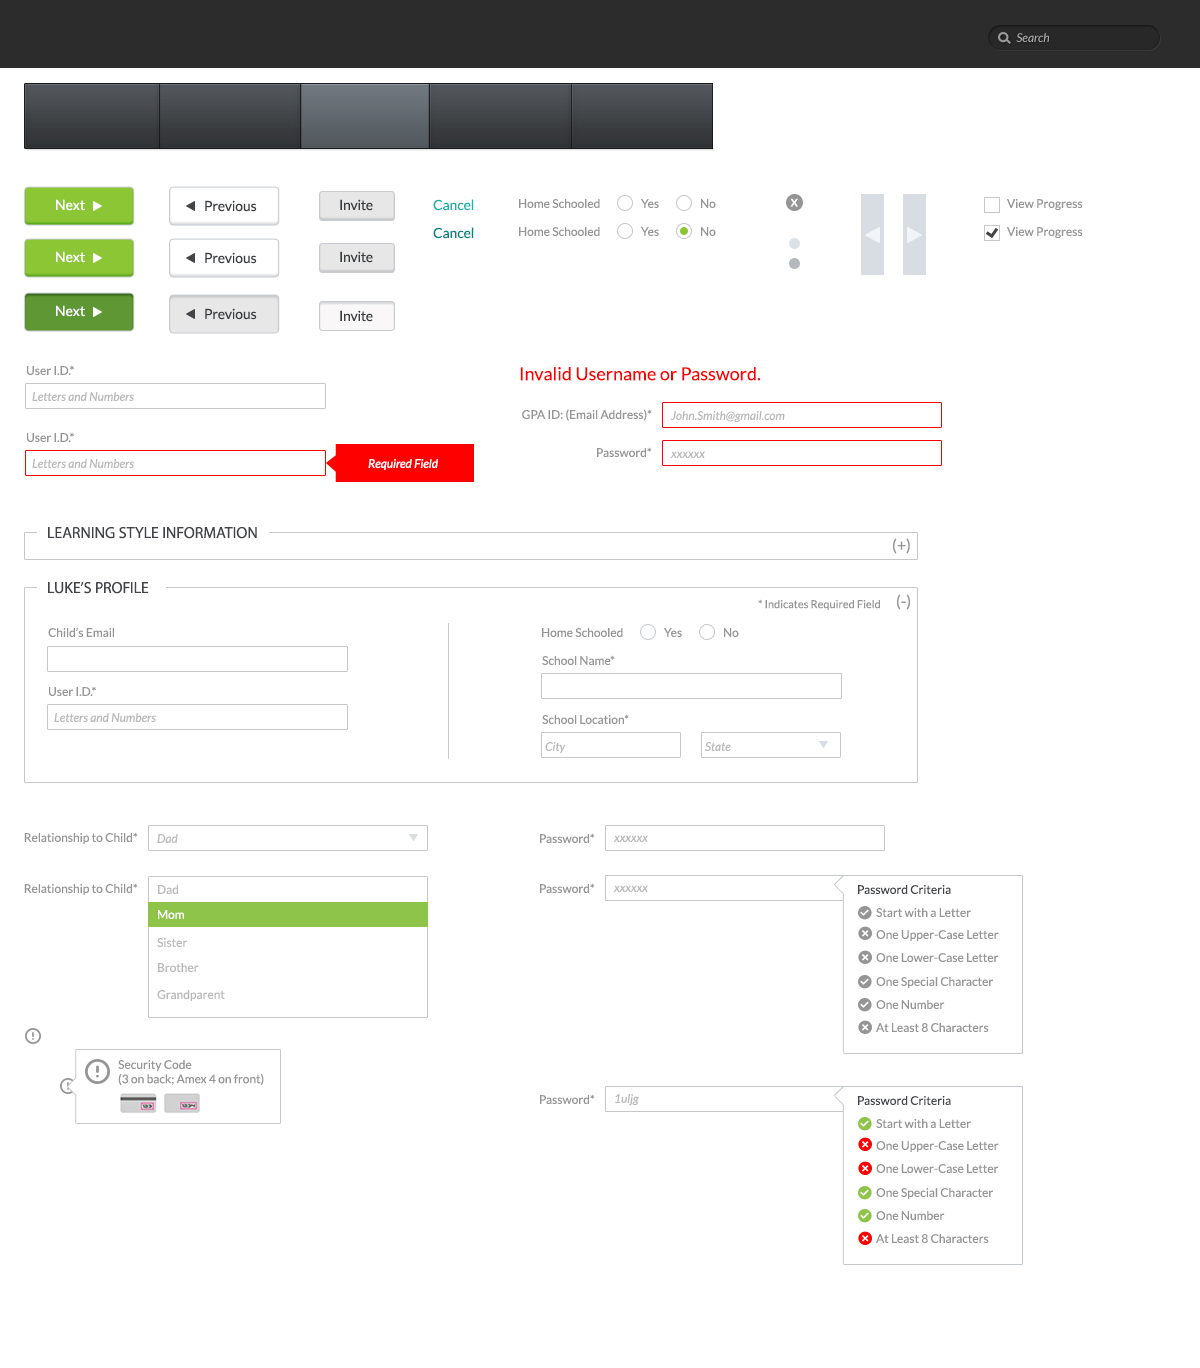 Search
Next Previous Invite Cancel Home Schooled Yes No X View Progress
Cancel Home Schooled Yes No View Progress
Next Previous Invite
Next Previous Invite
User I.D.*
Letters and Numbers
User I.D.*
Letters and Numbers Required Field
Invalid Username or Password.
GPA ID: (Email Address)* John.Smith@gmail.com
Password* xxxxxx
LEARNING STYLE INFORMATION
(+)
LUKE'S PROFILE
* Indicates Required Field (-)
Child's Email
User I.D.*
Letters and Numbers
Home Schooled Yes No
School Name*
School Location*
City State
Relationship to Child* Dad
Relationship to Child* Dad
Mom
Sister
Brother
Grandparent
Security Code
(3 on back; Amex 4 on front)
123 1234
Password* xxxxxx
Password* xxxxxx
Password Criteria
Start with a Letter
One Upper-Case Letter
One Lower-Case Letter
One Special Character
One Number
At Least 8 Characters
Password* 1uljg
Password Criteria
Start with a Letter
One Upper-Case Letter
One Lower-Case Letter
One Special Character
One Number
At Least 8 Characters